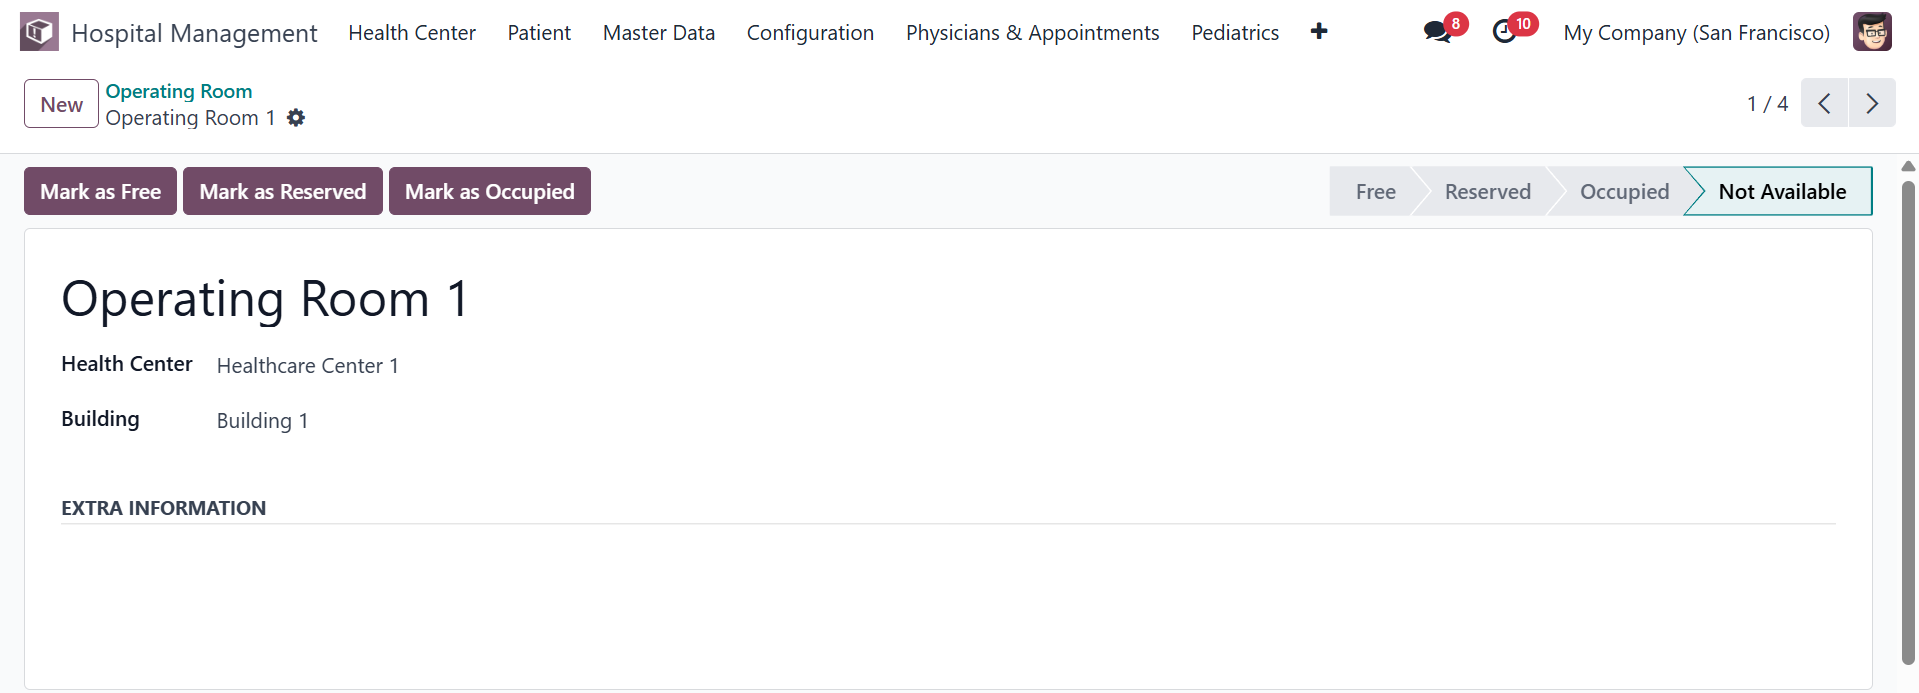 Hospital Management Health Center Patient Master Data Configuration Physicians & Appointments Pediatrics 8 10 My Company (San Francisco)
New Operating Room
Operating Room 1 1 / 4
Mark as Free Mark as Reserved Mark as Occupied Free Reserved Occupied Not Available
Operating Room 1
Health Center Healthcare Center 1
Building Building 1
EXTRA INFORMATION